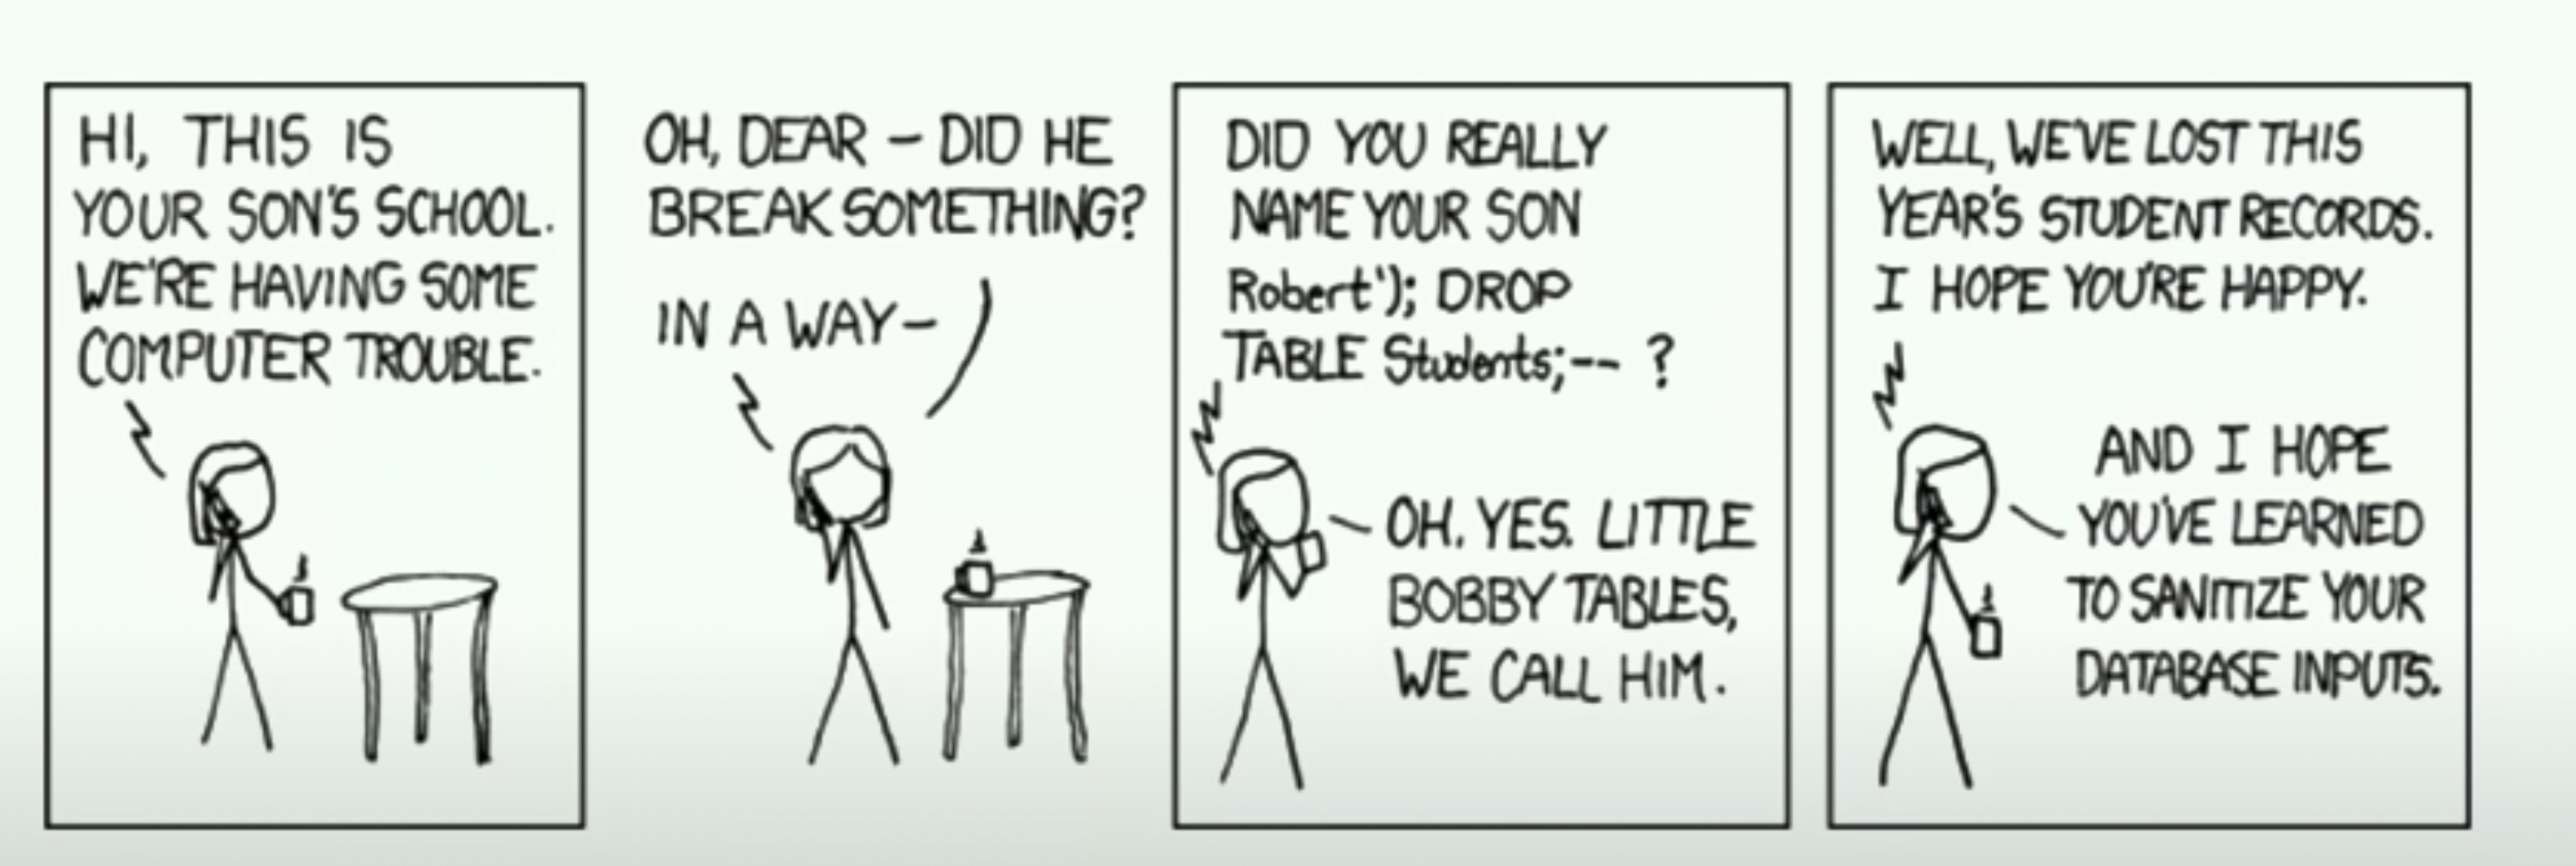 HI, THIS IS
YOUR SON'S SCHOOL.
WE'RE HAVING SOME
COMPUTER TROUBLE.
OH, DEAR – DID HE
BREAK SOMETHING?
IN A WAY–
DID YOU REALLY
NAME YOUR SON
Robert'); DROP
TABLE Students;-- ?
OH. YES. LITTLE
BOBBY TABLES,
WE CALL HIM.
WELL, WE'VE LOST THIS
YEAR'S STUDENT RECORDS.
I HOPE YOU'RE HAPPY.
AND I HOPE
YOU'VE LEARNED
TO SANITIZE YOUR
DATABASE INPUTS.